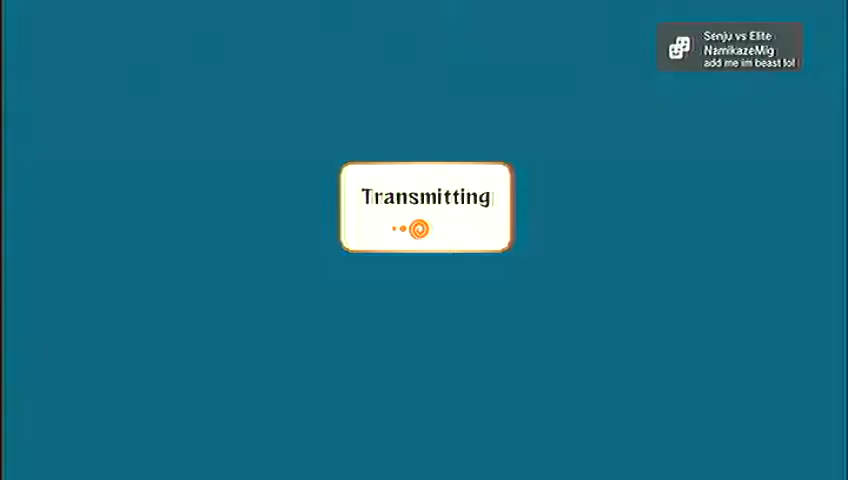 Senju vs Elite
NamikazeMig
add me im beast lol
Transmitting